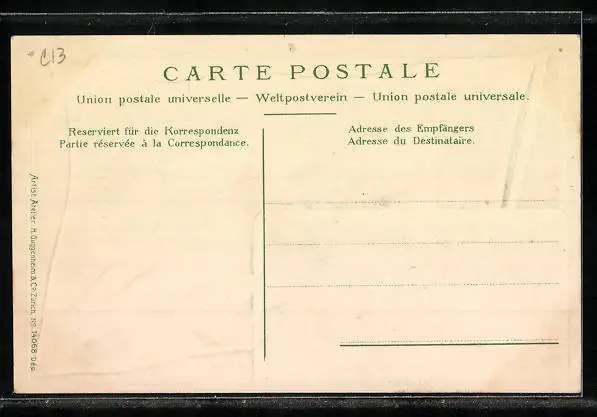 C13
CARTE POSTALE
Union postale universelle — Weltpostverein — Union postale universale.
Reserviert für die Korrespondenz
Partie réservée à la Correspondance.
Adresse des Empfängers
Adresse du Destinataire.
Artist. Atelier H. Guggenheim & Co. Zürich, No. 14068 Dép.